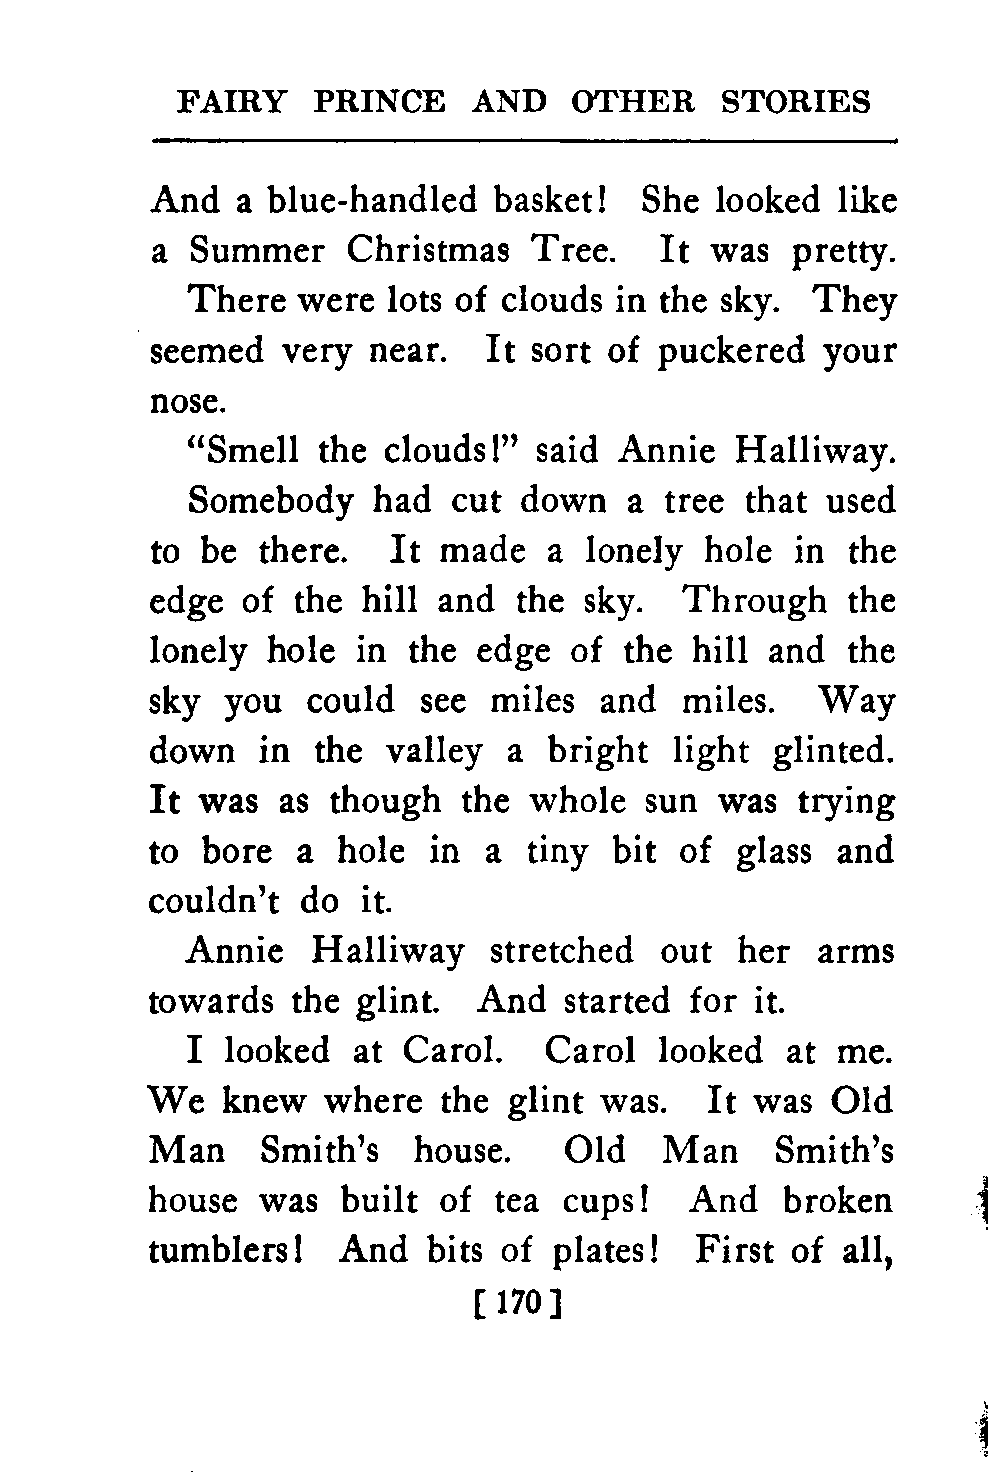 FAIRY PRINCE AND OTHER STORIES
And a blue-handled basket! She looked like
a Summer Christmas Tree. It was pretty.
There were lots of clouds in the sky. They
seemed very near. It sort of puckered your
nose.
“Smell the clouds!” said Annie Halliway.
Somebody had cut down a tree that used
to be there. It made a lonely hole in the
edge of the hill and the sky. Through the
lonely hole in the edge of the hill and the
sky you could see miles and miles. Way
down in the valley a bright light glinted.
It was as though the whole sun was trying
to bore a hole in a tiny bit of glass and
couldn’t do it.
Annie Halliway stretched out her arms
towards the glint. And started for it.
I looked at Carol. Carol looked at me.
We knew where the glint was. It was Old
Man Smith’s house. Old Man Smith’s
house was built of tea cups! And broken
tumblers! And bits of plates! First of all,
[ 170 ]